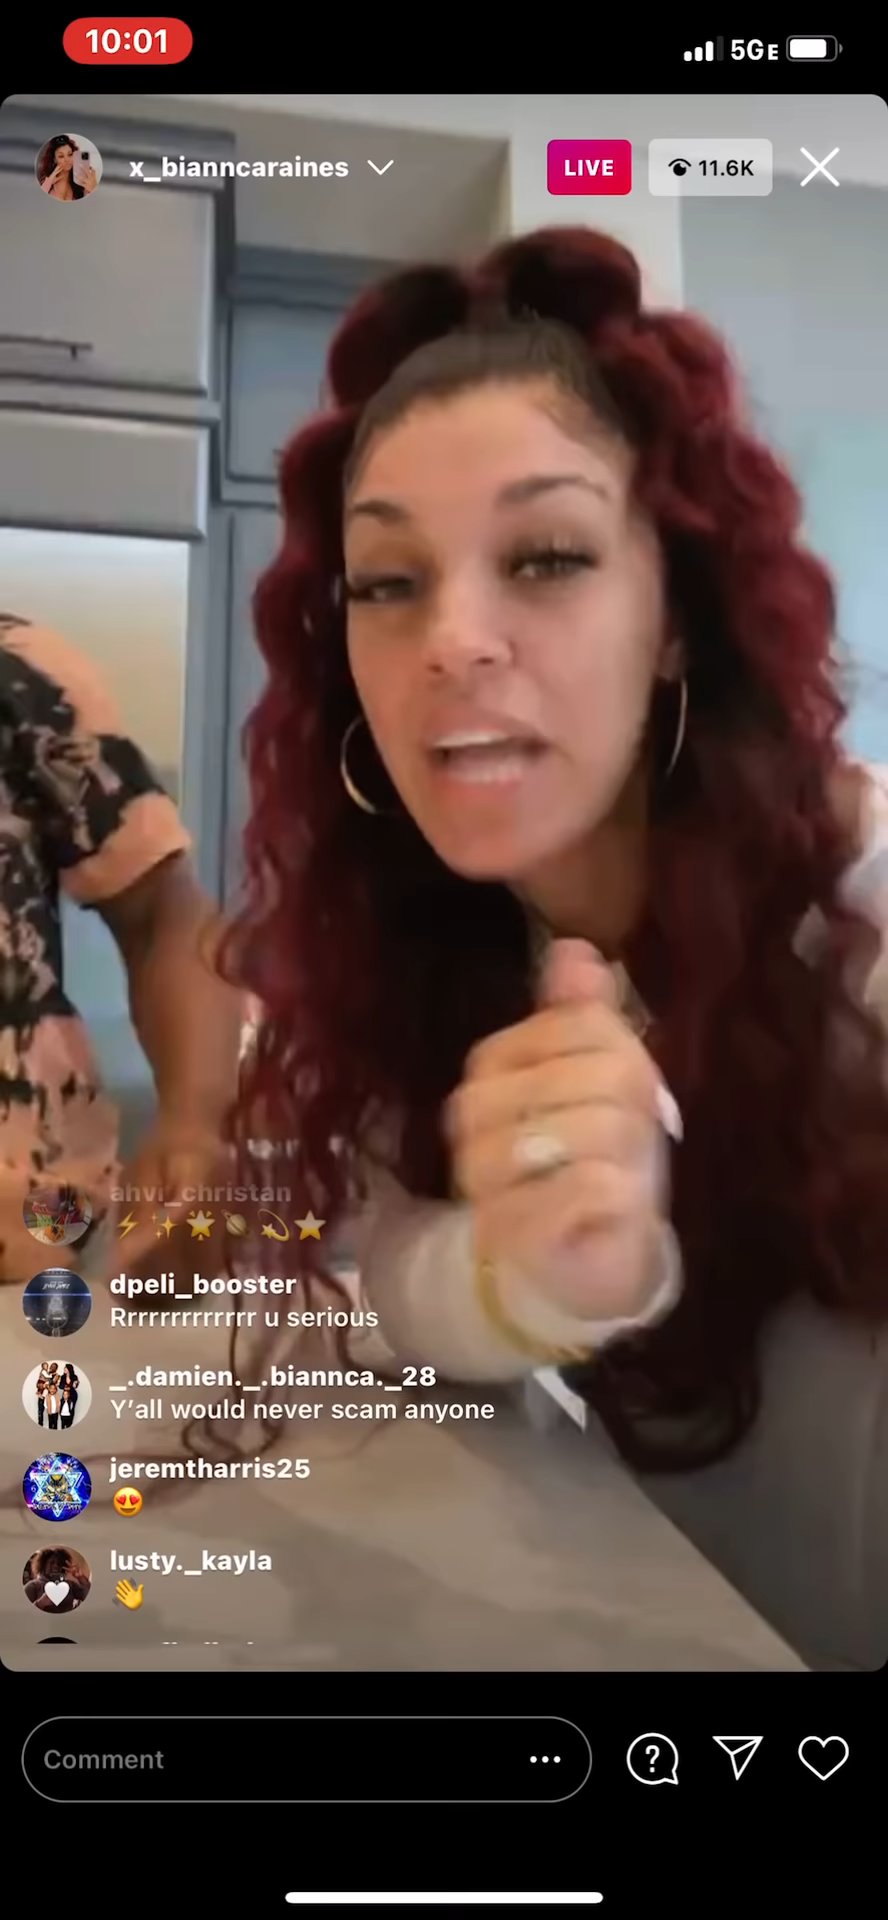 10:01
5GE
x_bianncaraines
LIVE
11.6K
ahvi_christan
⚡✨🌟🪐💫⭐
dpeli_booster
Rrrrrrrrrrrr u serious
_.damien._.biannca._28
Y’all would never scam anyone
jeremtharris25
😍
lusty._kayla
👋
Comment